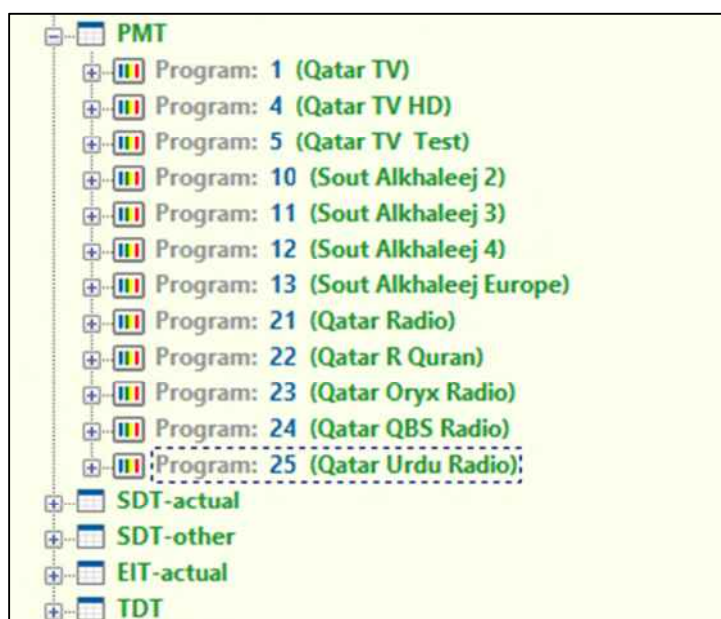 PMT
Program: 1 (Qatar TV)
Program: 4 (Qatar TV HD)
Program: 5 (Qatar TV  Test)
Program: 10 (Sout Alkhaleej 2)
Program: 11 (Sout Alkhaleej 3)
Program: 12 (Sout Alkhaleej 4)
Program: 13 (Sout Alkhaleej Europe)
Program: 21 (Qatar Radio)
Program: 22 (Qatar R Quran)
Program: 23 (Qatar Oryx Radio)
Program: 24 (Qatar QBS Radio)
Program: 25 (Qatar Urdu Radio)
SDT-actual
SDT-other
EIT-actual
TDT